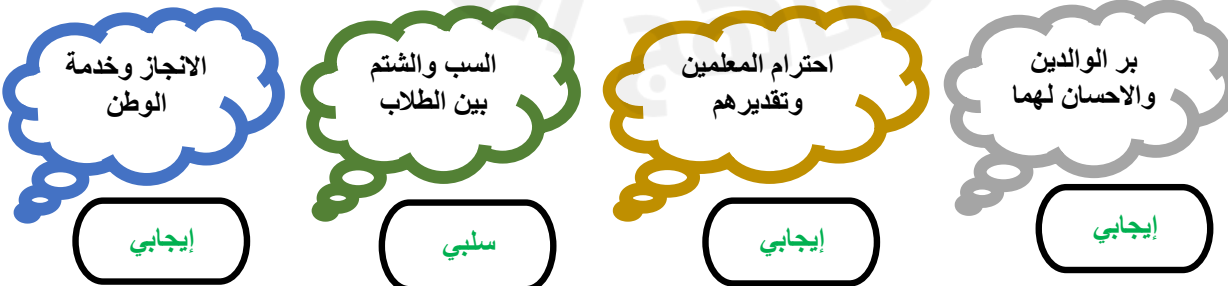 بر الوالدين
والاحسان لهما
احترام المعلمين
وتقديرهم
السب والشتم
بين الطلاب
الانجاز وخدمة
الوطن
إيجابي
إيجابي
سلبي
إيجابي